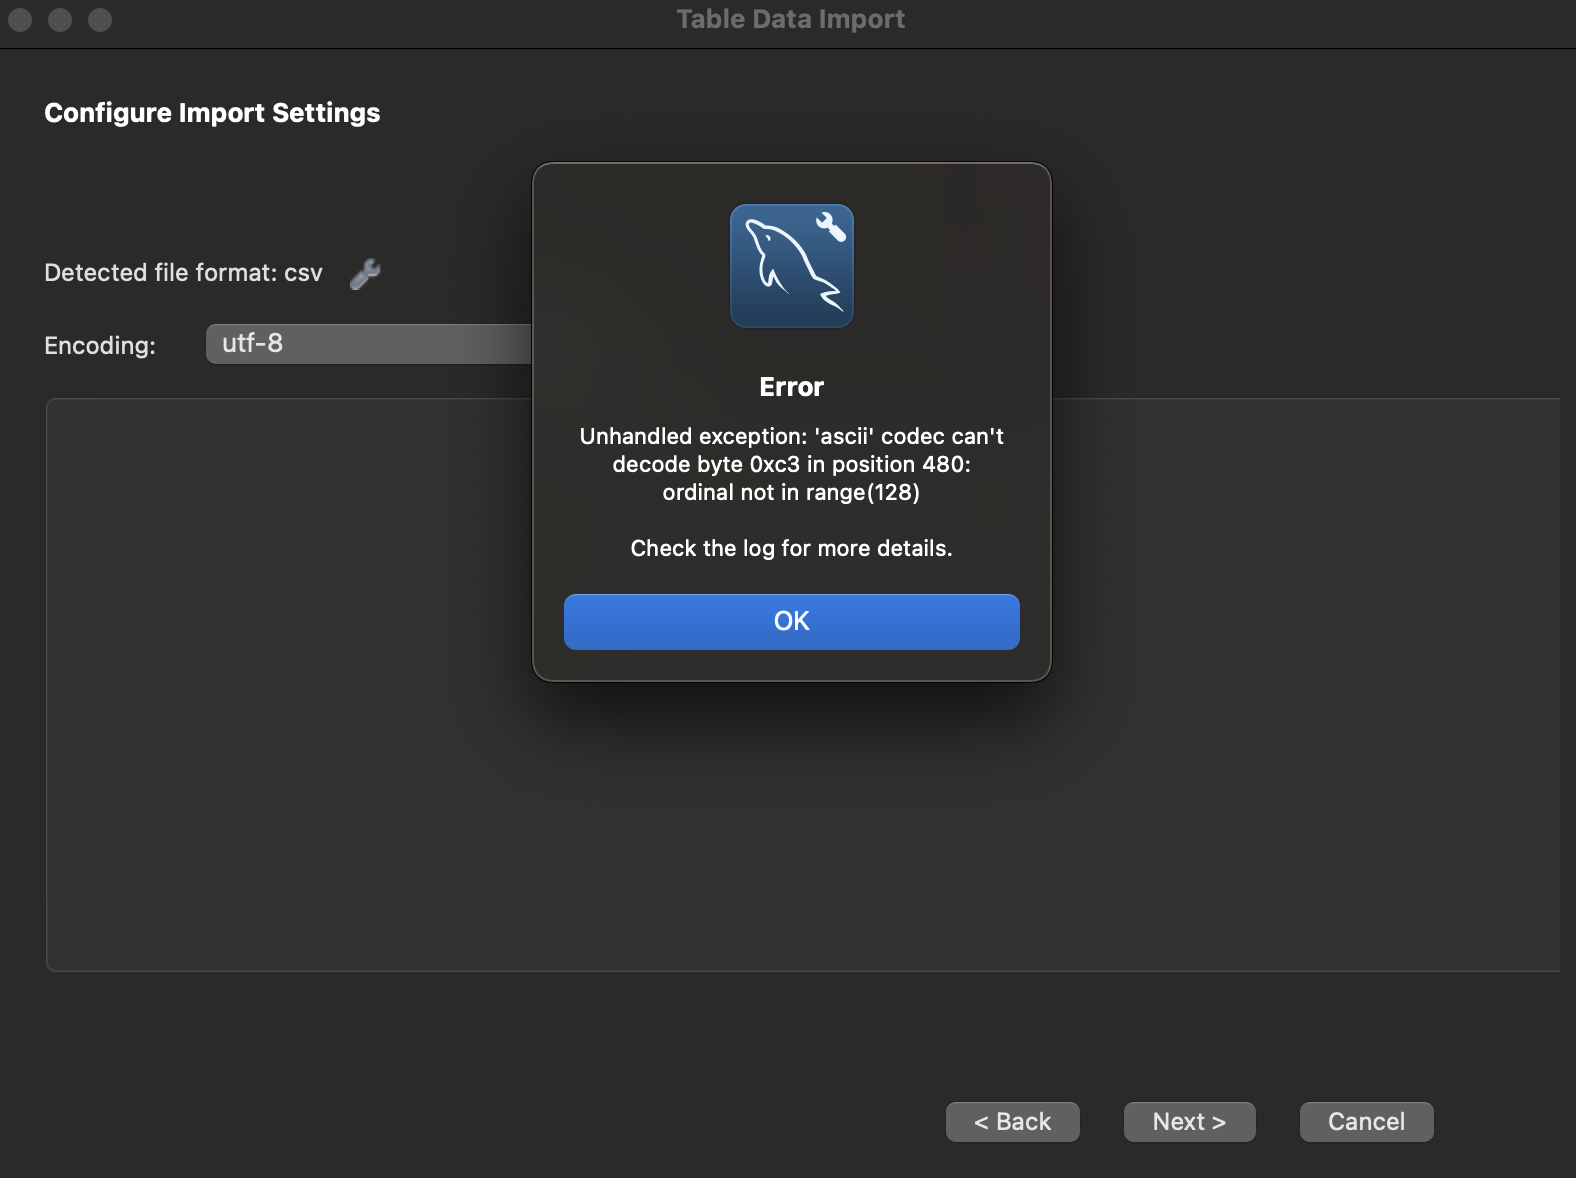 Table Data Import
Configure Import Settings
Detected file format: csv
Encoding:
utf-8
Error
Unhandled exception: 'ascii' codec can't
decode byte 0xc3 in position 480:
ordinal not in range(128)
Check the log for more details.
OK
< Back
Next >
Cancel